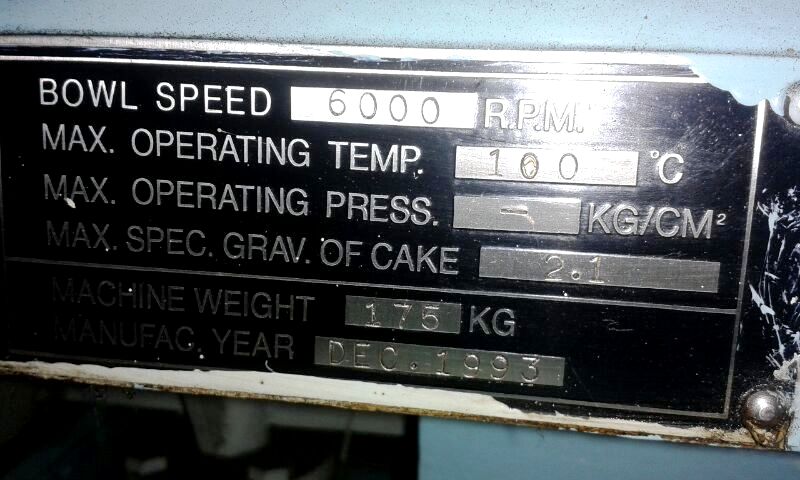 BOWL SPEED 6000 R.P.M.
MAX. OPERATING TEMP. 100 °C
MAX. OPERATING PRESS. - KG/CM²
MAX. SPEC. GRAV. OF CAKE 2.1
MACHINE WEIGHT 175 KG
MANUFAC. YEAR DEC. 1993